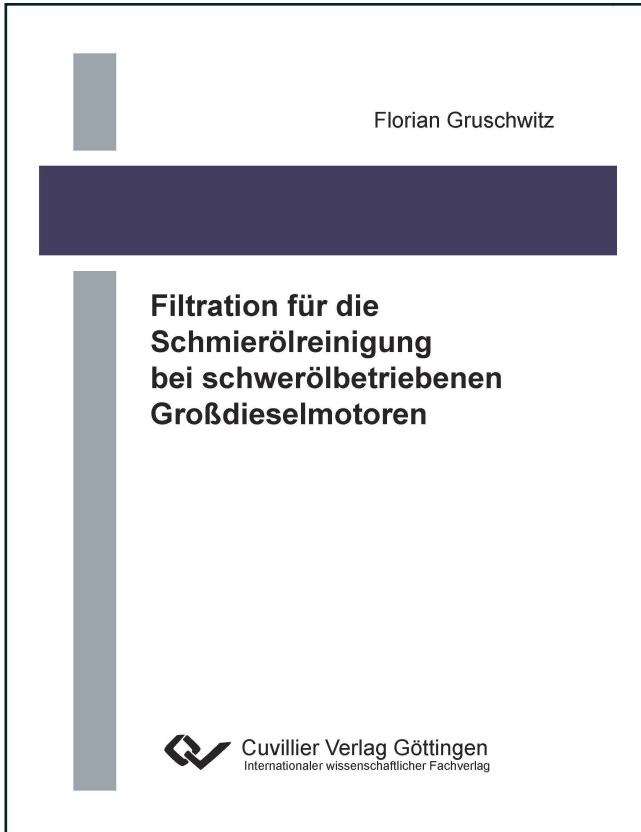 Florian Gruschwitz
Filtration für die
Schmierölreinigung
bei schwerölbetriebenen
Großdieselmotoren
Cuvillier Verlag Göttingen
Internationaler wissenschaftlicher Fachverlag